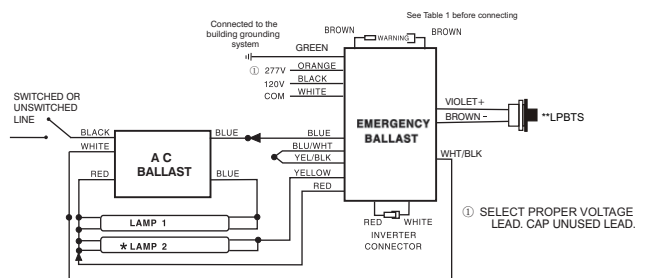 See Table 1 before connecting
Connected to the
building grounding
system
BROWN
WARNING
BROWN
GREEN
① 277V
ORANGE
120V
BLACK
COM
WHITE
SWITCHED OR
UNSWITCHED
LINE
BLACK
WHITE
RED
A C
BALLAST
BLUE
BLUE
BLUE
BLU/WHT
YEL/BLK
YELLOW
RED
EMERGENCY
BALLAST
VIOLET+
BROWN -
**LPBTS
WHT/BLK
LAMP 1
* LAMP 2
RED
WHITE
INVERTER
CONNECTOR
① SELECT PROPER VOLTAGE
LEAD. CAP UNUSED LEAD.